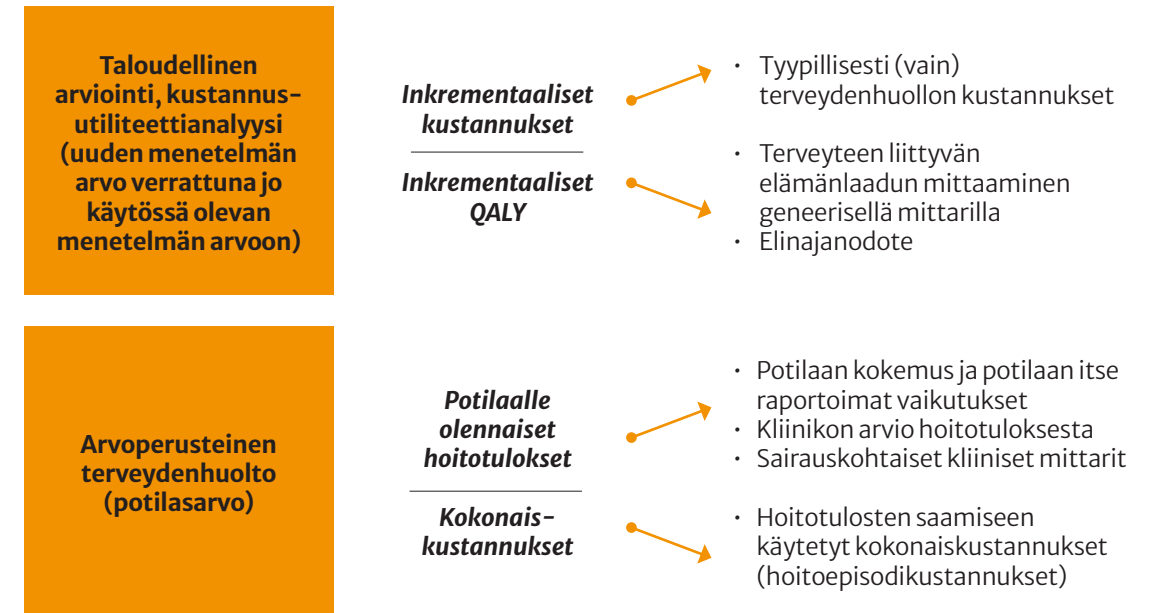 Taloudellinen
arviointi, kustannus-
utiliteettianalyysi
(uuden menetelmän
arvo verrattuna jo
käytössä olevan
menetelmän arvoon)
Inkrementaaliset
kustannukset
Inkrementaaliset
QALY
· Tyypillisesti (vain)
terveydenhuollon kustannukset
· Terveyteen liittyvän
elämänlaadun mittaaminen
geneerisellä mittarilla
· Elinajanodote
Arvoperusteinen
terveydenhuolto
(potilasarvo)
Potilaalle
olennaiset
hoitotulokset
Kokonais-
kustannukset
· Potilaan kokemus ja potilaan itse
raportoimat vaikutukset
· Kliinikon arvio hoitotuloksesta
· Sairauskohtaiset kliiniset mittarit
· Hoitotulosten saamiseen
käytetyt kokonaiskustannukset
(hoitoepisodikustannukset)